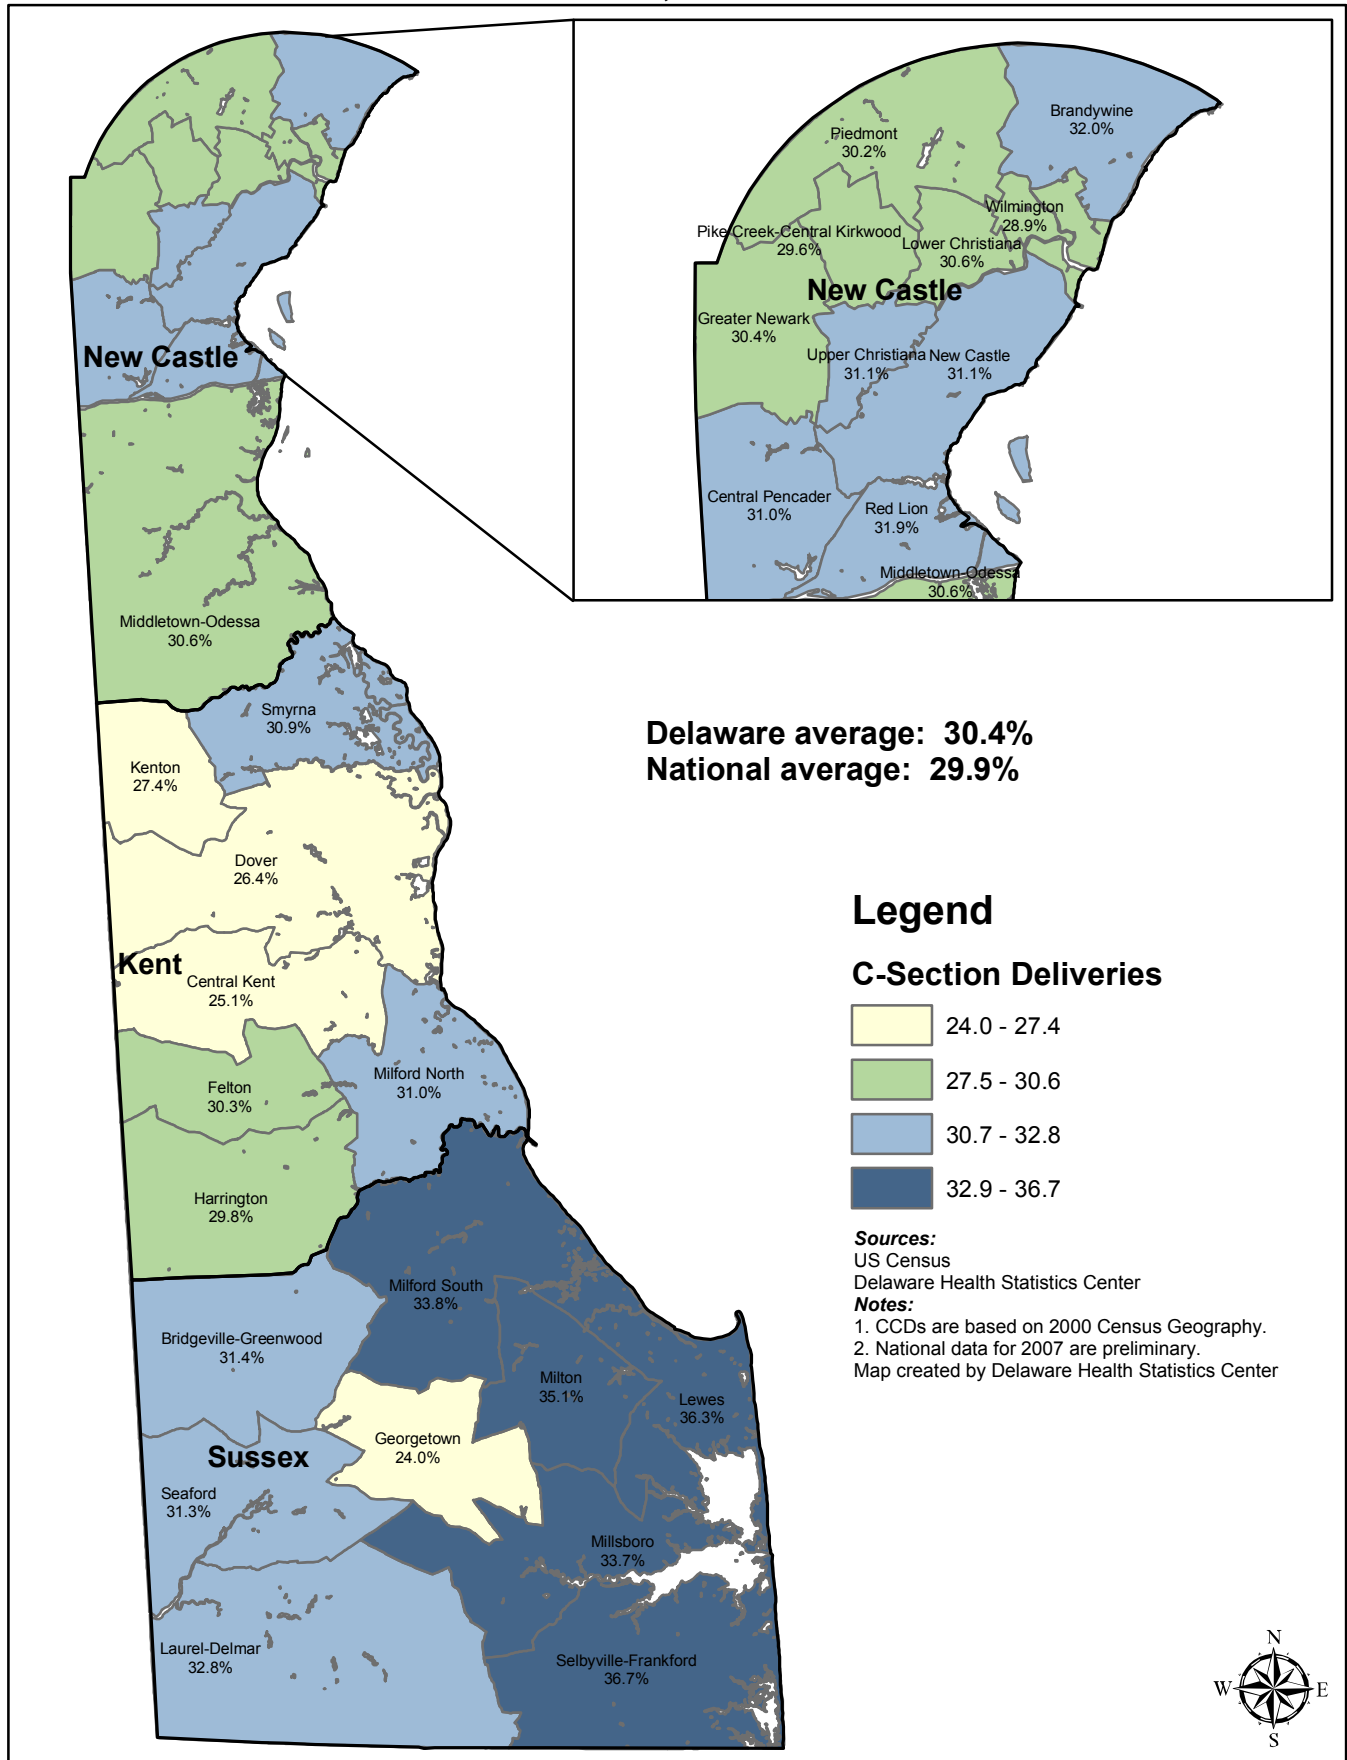 Brandywine
32.0%
Piedmont
30.2%
Wilmington
28.9%
Pike Creek-Central Kirkwood
29.6%
Lower Christiana
30.6%
New Castle
Greater Newark
30.4%
Upper Christiana
31.1%
New Castle
31.1%
Central Pencader
31.0%
Red Lion
31.9%
Middletown-Odessa
30.6%
New Castle
Middletown-Odessa
30.6%
Smyrna
30.9%
Kenton
27.4%
Dover
26.4%
Kent
Central Kent
25.1%
Milford North
31.0%
Felton
30.3%
Harrington
29.8%
Milford South
33.8%
Bridgeville-Greenwood
31.4%
Milton
35.1%
Lewes
36.3%
Georgetown
24.0%
Sussex
Seaford
31.3%
Millsboro
33.7%
Laurel-Delmar
32.8%
Selbyville-Frankford
36.7%
Delaware average: 30.4%
National average: 29.9%
Legend
C-Section Deliveries
24.0 - 27.4
27.5 - 30.6
30.7 - 32.8
32.9 - 36.7
Sources:
US Census
Delaware Health Statistics Center
Notes:
1. CCDs are based on 2000 Census Geography.
2. National data for 2007 are preliminary.
Map created by Delaware Health Statistics Center
N
W
E
S